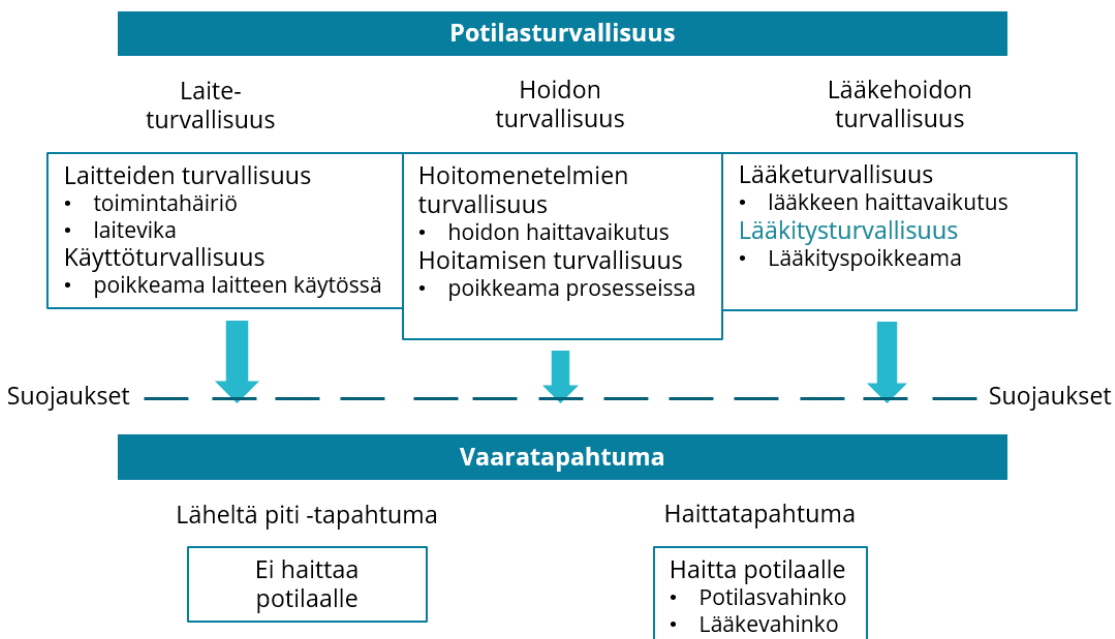 Potilasturvallisuus
Laite-
turvallisuus
Hoidon
turvallisuus
Lääkehoidon
turvallisuus
Laitteiden turvallisuus
• toimintahäiriö
• laitevika
Käyttöturvallisuus
• poikkeama laitteen käytössä
Hoitomenetelmien
turvallisuus
• hoidon haittavaikutus
Hoitamisen turvallisuus
• poikkeama prosesseissa
Lääketurvallisuus
• lääkkeen haittavaikutus
Lääkitysturvallisuus
• Lääkityspoikkeama
Suojaukset
Suojaukset
Vaaratapahtuma
Läheltä piti -tapahtuma
Ei haittaa
potilaalle
Haittatapahtuma
Haitta potilaalle
• Potilasvahinko
• Lääkevahinko